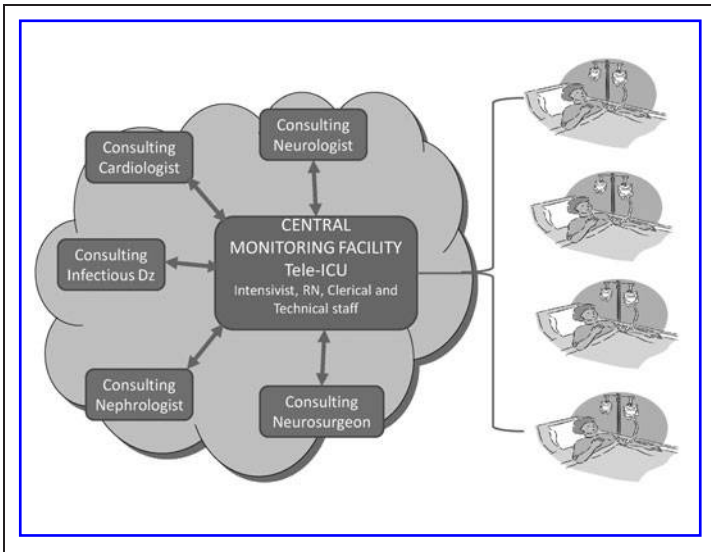 Consulting
Neurologist
Consulting
Cardiologist
CENTRAL
MONITORING FACILITY
Tele-ICU
Intensivist, RN, Clerical and
Technical staff
Consulting
Infectious Dz
Consulting
Nephrologist
Consulting
Neurosurgeon